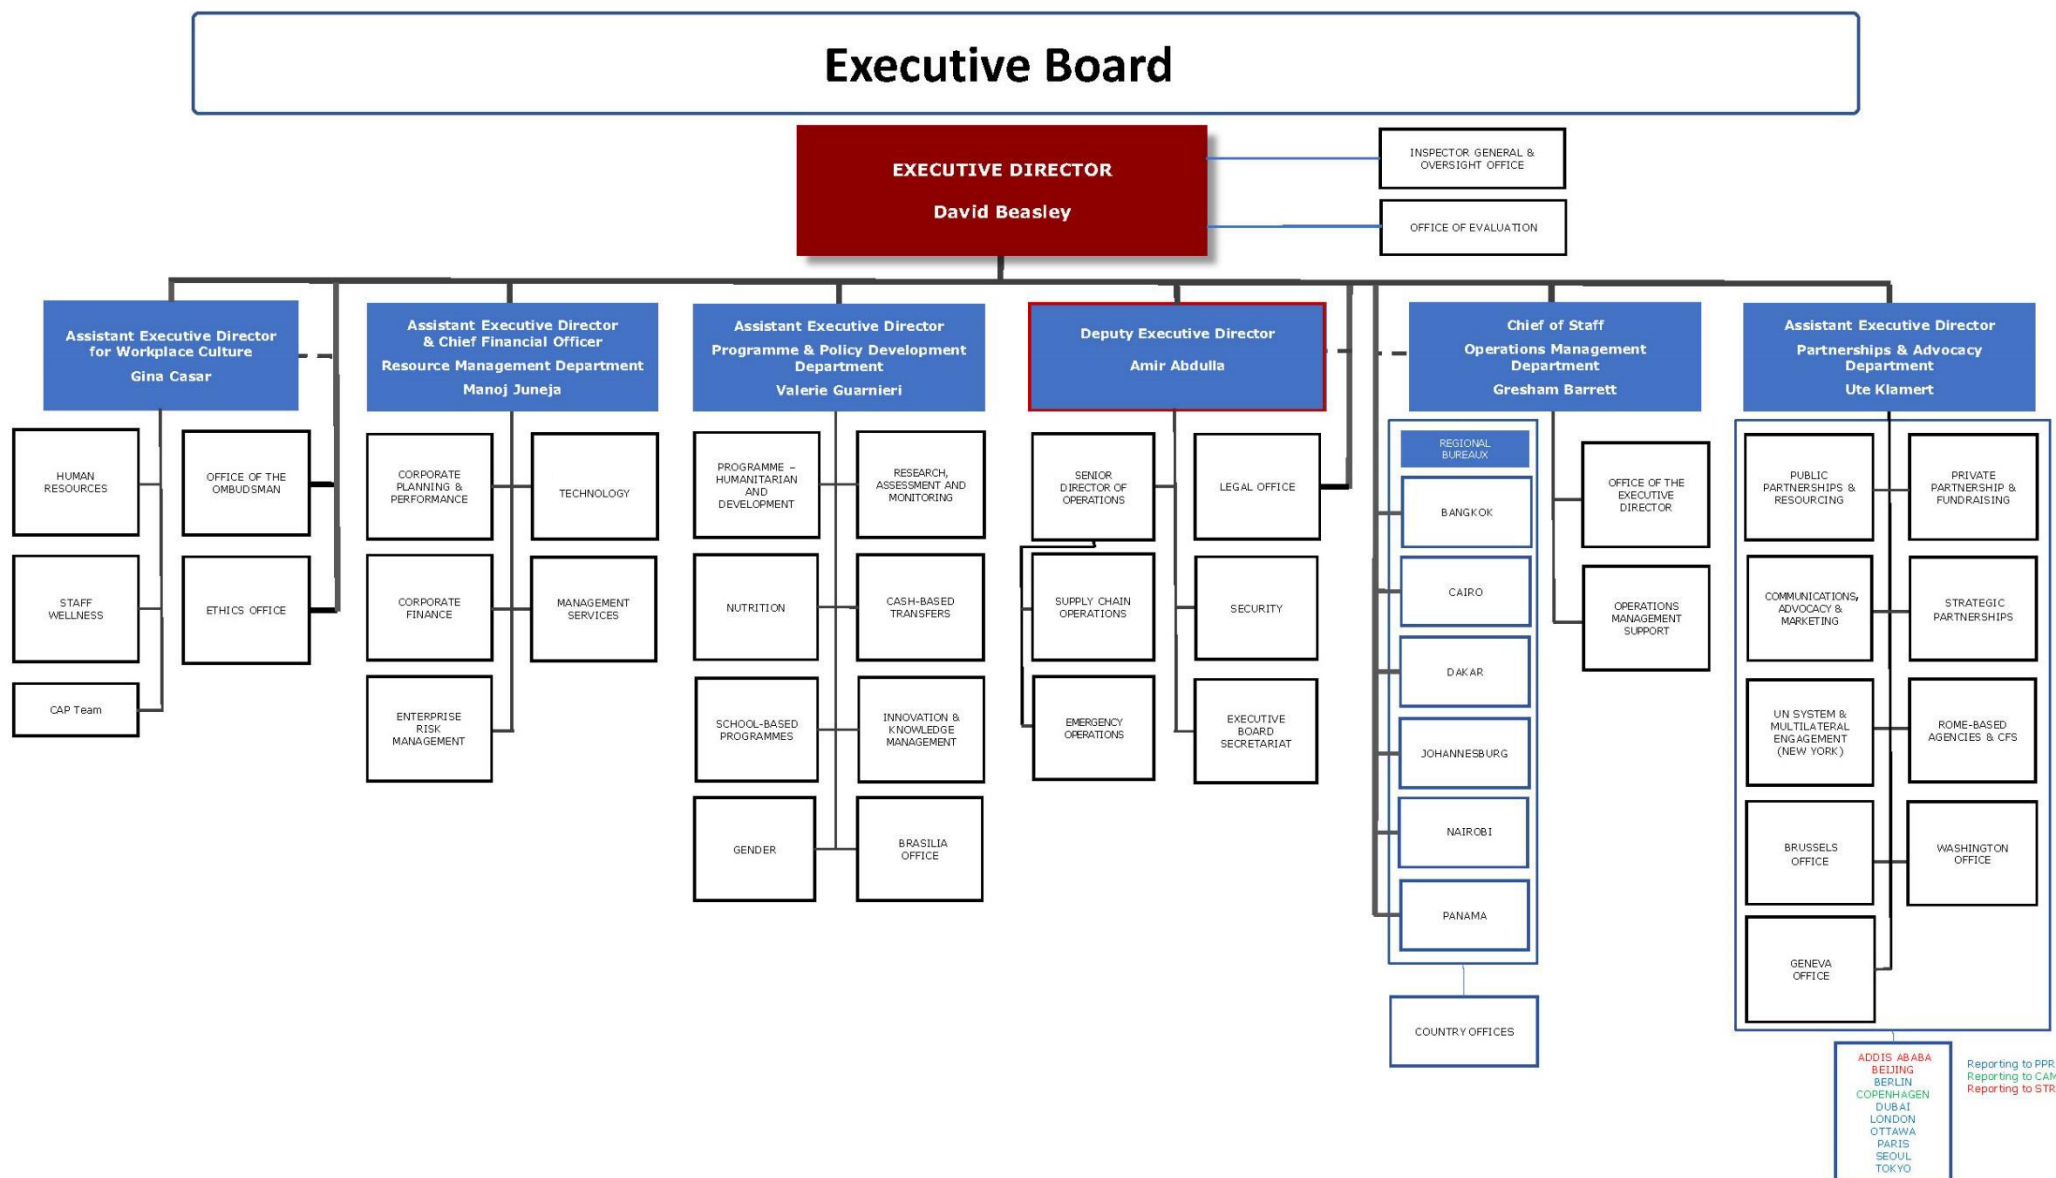 Executive Board
EXECUTIVE DIRECTOR
David Beasley
INSPECTOR GENERAL &
OVERSIGHT OFFICE
OFFICE OF EVALUATION
Assistant Executive Director
for Workplace Culture
Gina Casar
Assistant Executive Director
& Chief Financial Officer
Resource Management Department
Manoj Juneja
Assistant Executive Director
Programme & Policy Development
Department
Valerie Guarnieri
Deputy Executive Director
Amir Abdulla
Chief of Staff
Operations Management
Department
Gresham Barrett
Assistant Executive Director
Partnerships & Advocacy
Department
Ute Klamert
HUMAN
RESOURCES
OFFICE OF THE
OMBUDSMAN
STAFF
WELLNESS
ETHICS OFFICE
CAP Team
CORPORATE
PLANNING &
PERFORMANCE
TECHNOLOGY
CORPORATE
FINANCE
MANAGEMENT
SERVICES
ENTERPRISE
RISK
MANAGEMENT
PROGRAMME –
HUMANITARIAN
AND
DEVELOPMENT
RESEARCH,
ASSESSMENT AND
MONITORING
NUTRITION
CASH-BASED
TRANSFERS
SCHOOL-BASED
PROGRAMMES
INNOVATION &
KNOWLEDGE
MANAGEMENT
GENDER
BRASILIA
OFFICE
SENIOR
DIRECTOR OF
OPERATIONS
LEGAL OFFICE
SUPPLY CHAIN
OPERATIONS
SECURITY
EMERGENCY
OPERATIONS
EXECUTIVE
BOARD
SECRETARIAT
REGIONAL
BUREAUX
BANGKOK
CAIRO
DAKAR
JOHANNESBURG
NAIROBI
PANAMA
COUNTRY OFFICES
OFFICE OF THE
EXECUTIVE
DIRECTOR
OPERATIONS
MANAGEMENT
SUPPORT
PUBLIC
PARTNERSHIPS &
RESOURCING
PRIVATE
PARTNERSHIP &
FUNDRAISING
COMMUNICATIONS,
ADVOCACY &
MARKETING
STRATEGIC
PARTNERSHIPS
UN SYSTEM &
MULTILATERAL
ENGAGEMENT
(NEW YORK)
ROME-BASED
AGENCIES & CFS
BRUSSELS
OFFICE
WASHINGTON
OFFICE
GENEVA
OFFICE
ADDIS ABABA
BEIJING
BERLIN
COPENHAGEN
DUBAI
LONDON
OTTAWA
PARIS
SEOUL
TOKYO
Reporting to PPR
Reporting to CAM
Reporting to STR